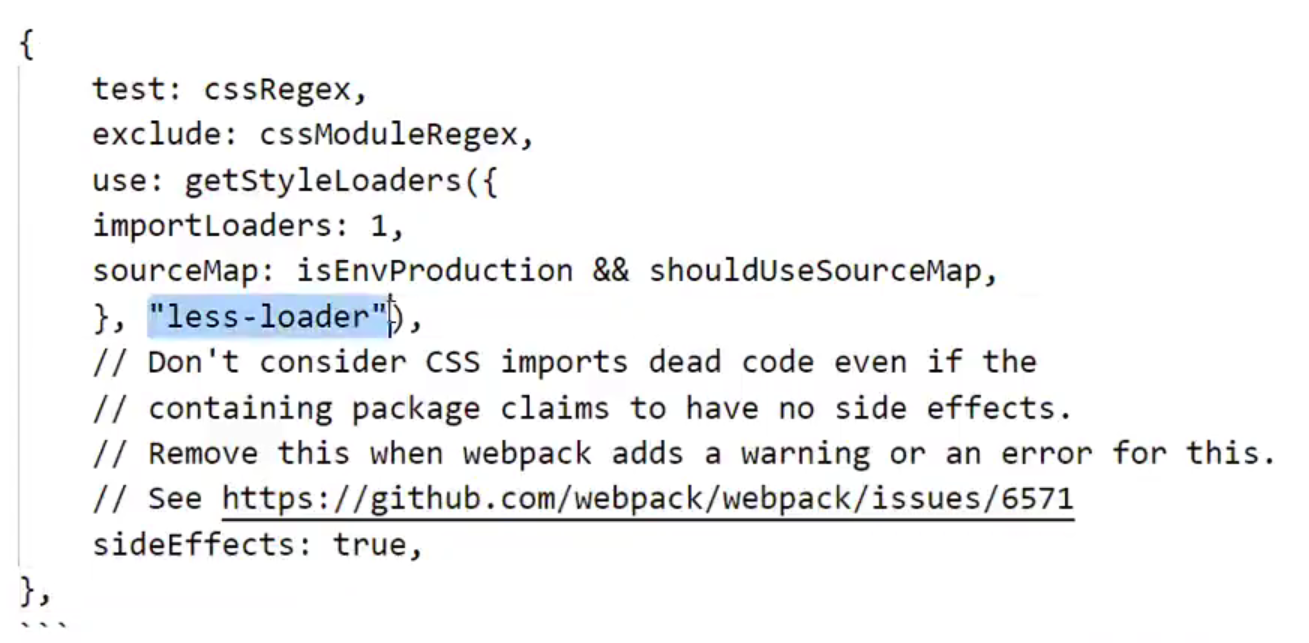 {
test: cssRegex,
exclude: cssModuleRegex,
use: getStyleLoaders({
importLoaders: 1,
sourceMap: isEnvProduction && shouldUseSourceMap,
}, "less-loader"),
// Don't consider CSS imports dead code even if the
// containing package claims to have no side effects.
// Remove this when webpack adds a warning or an error for this.
// See https://github.com/webpack/webpack/issues/6571
sideEffects: true,
},
```